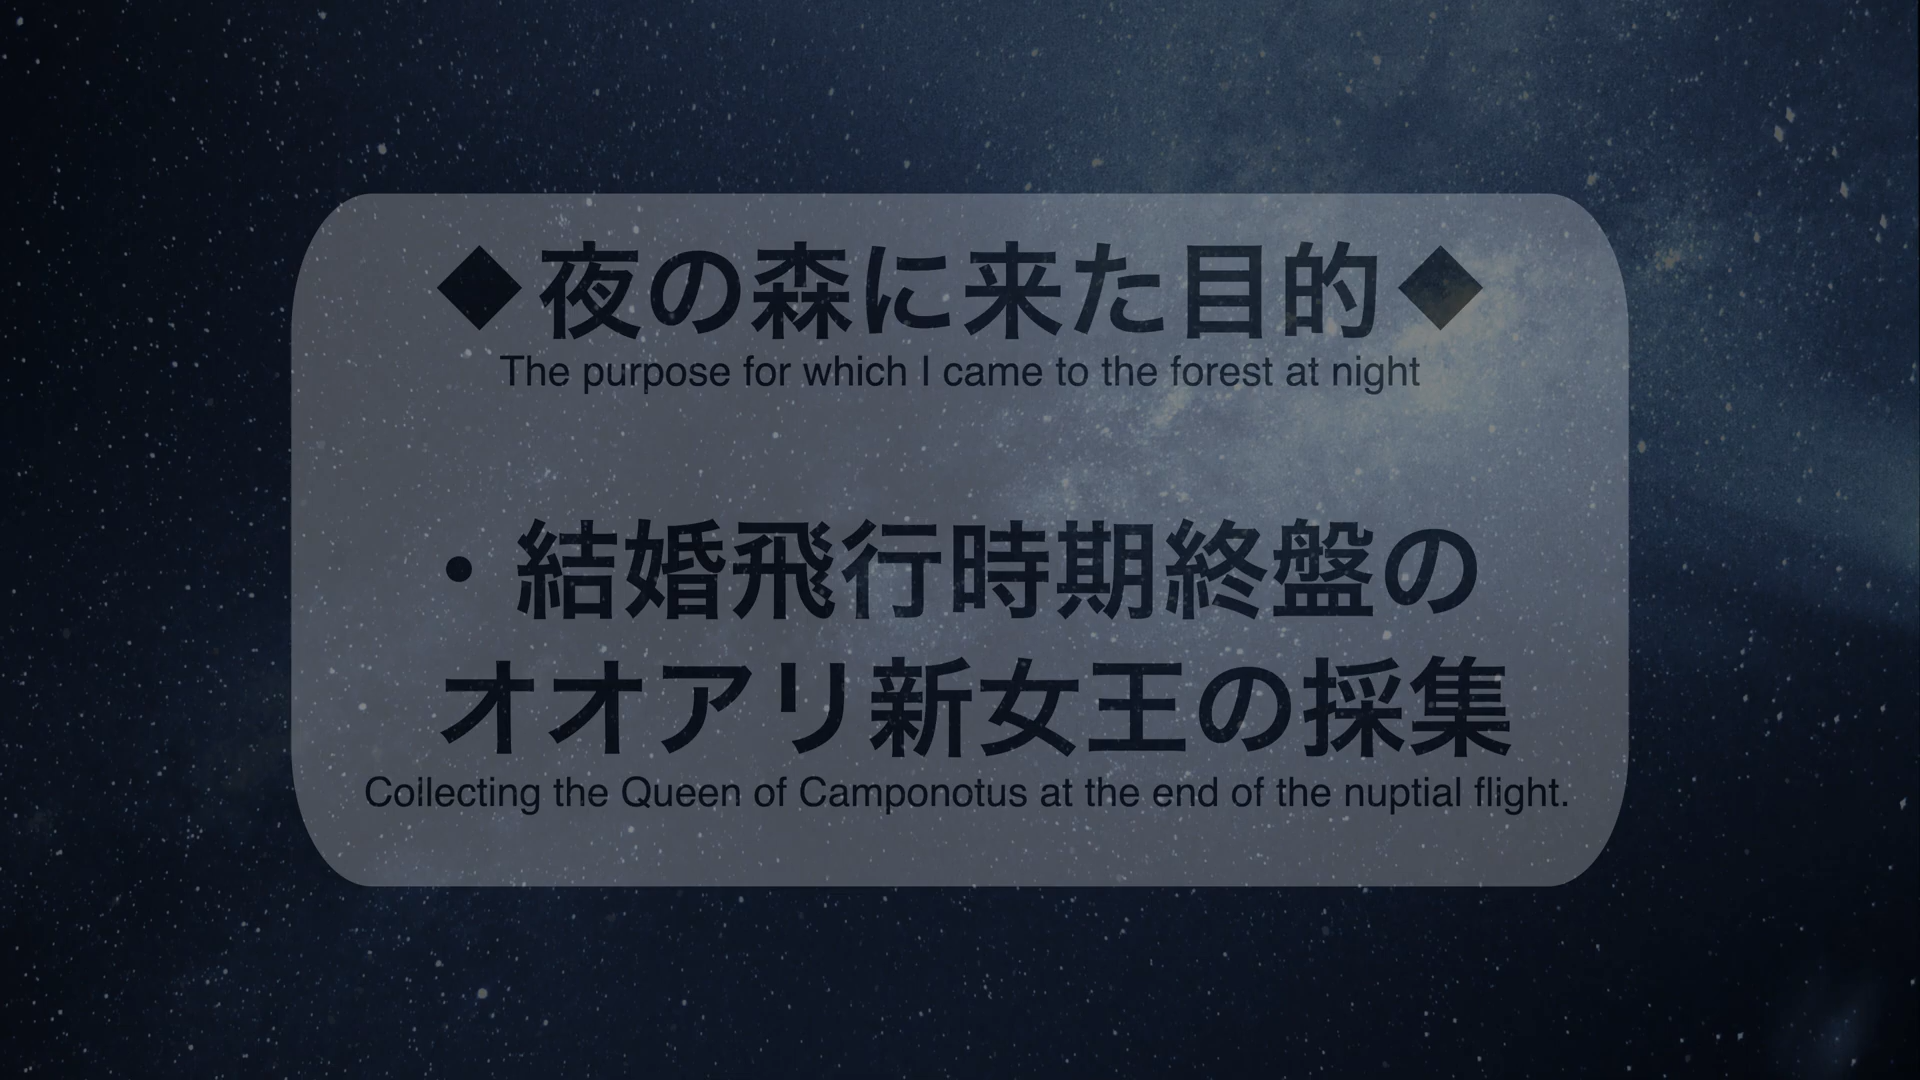 ◆夜の森に来た目的◆
The purpose for which I came to the forest at night
・結婚飛行時期終盤の
オオアリ新女王の採集
Collecting the Queen of Camponotus at the end of the nuptial flight.